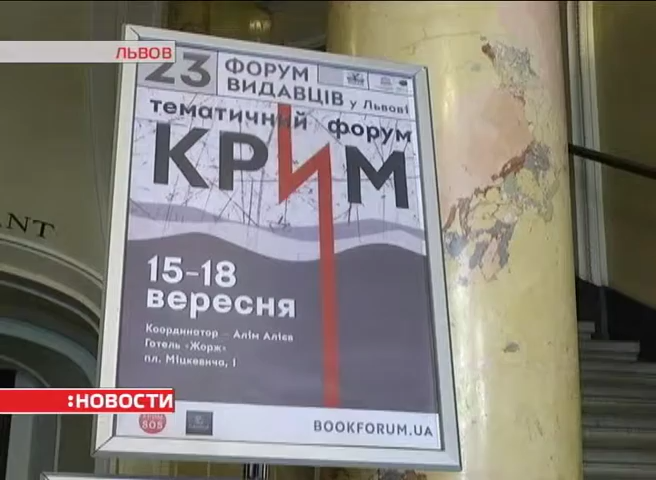 ЛЬВОВ
23 ФОРУМ
ВИДАВЦІВ у Львові
тематичний форум
КРИМ
15–18
вересня
Координатор – Алім Алієв
Готель «Жорж»
пл. Міцкевича, 1
:НОВОСТИ
SOS
BOOKFORUM.UA
ANT